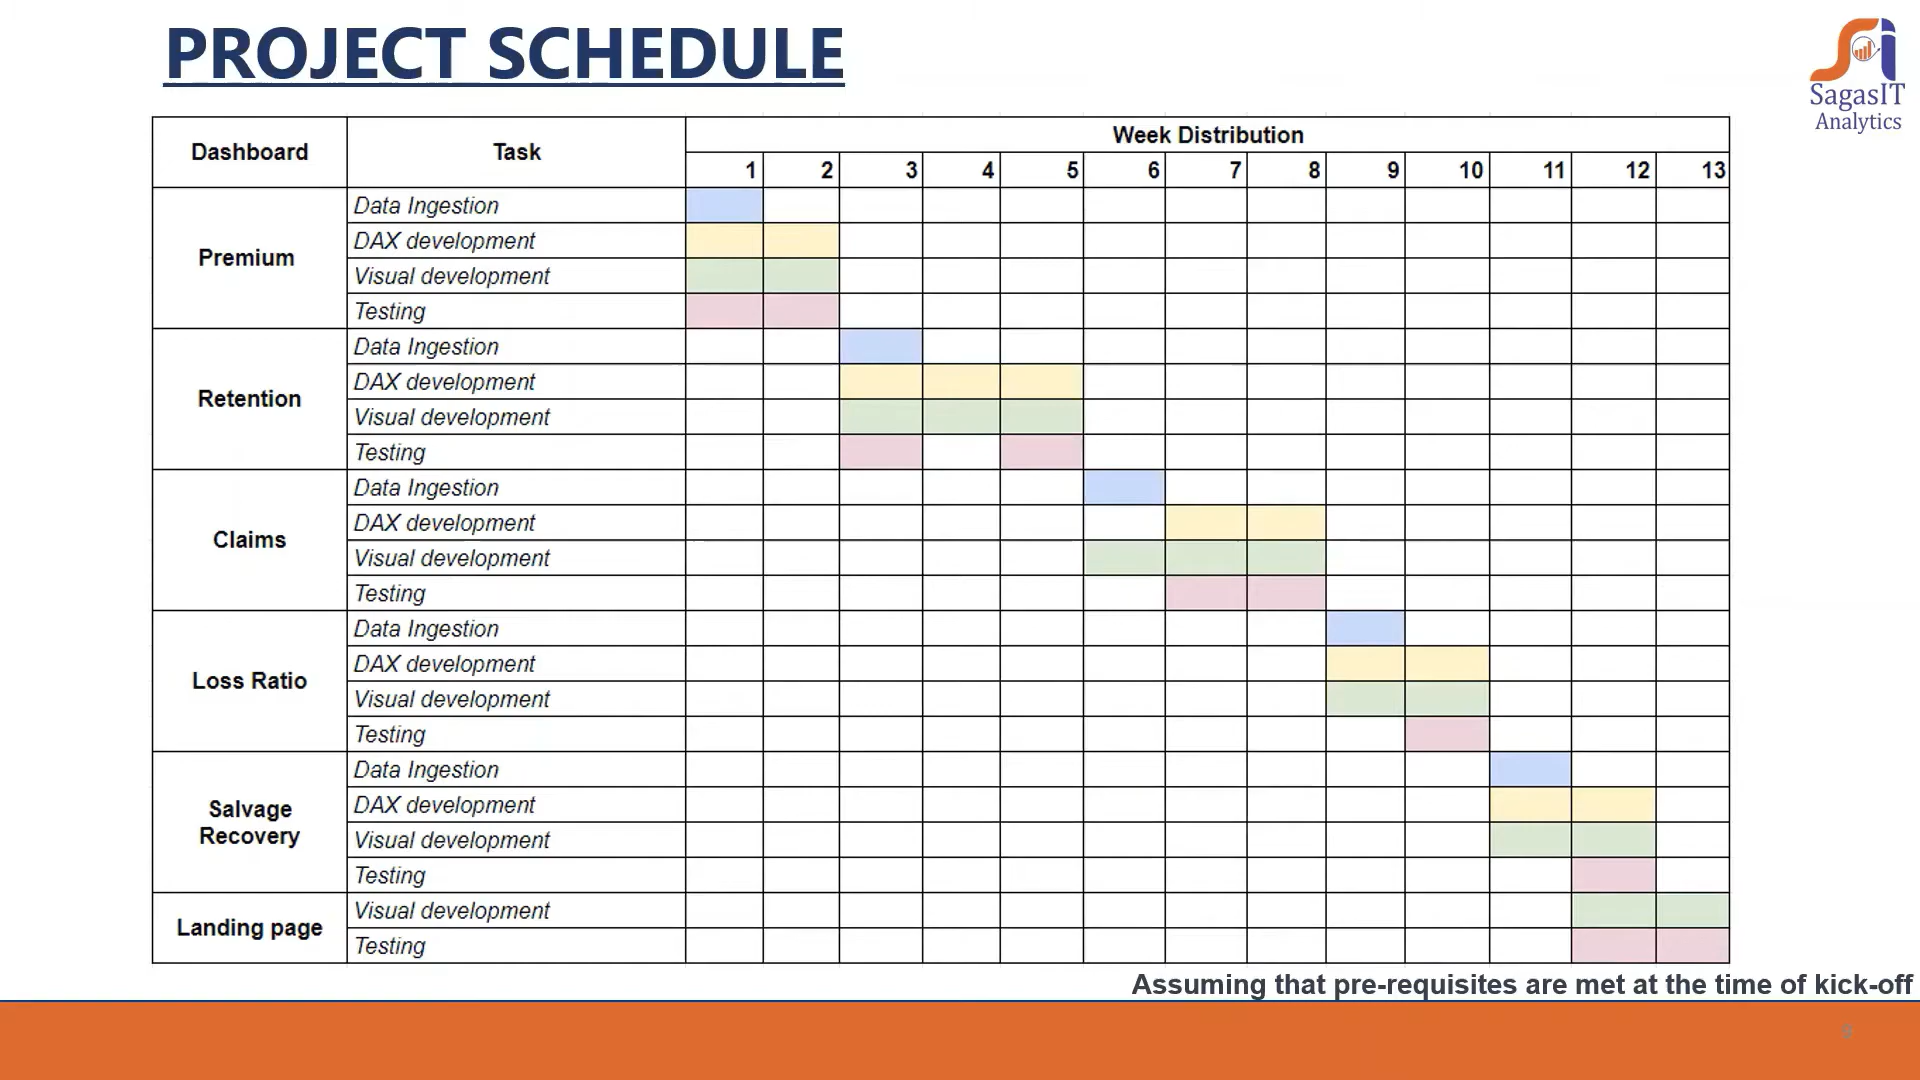 PROJECT SCHEDULE
SagasIT
Analytics
Dashboard Task Week Distribution
1 2 3 4 5 6 7 8 9 10 11 12 13
Premium
Data Ingestion
DAX development
Visual development
Testing
Retention
Data Ingestion
DAX development
Visual development
Testing
Claims
Data Ingestion
DAX development
Visual development
Testing
Loss Ratio
Data Ingestion
DAX development
Visual development
Testing
Salvage
Recovery
Data Ingestion
DAX development
Visual development
Testing
Landing page
Visual development
Testing
Assuming that pre-requisites are met at the time of kick-off